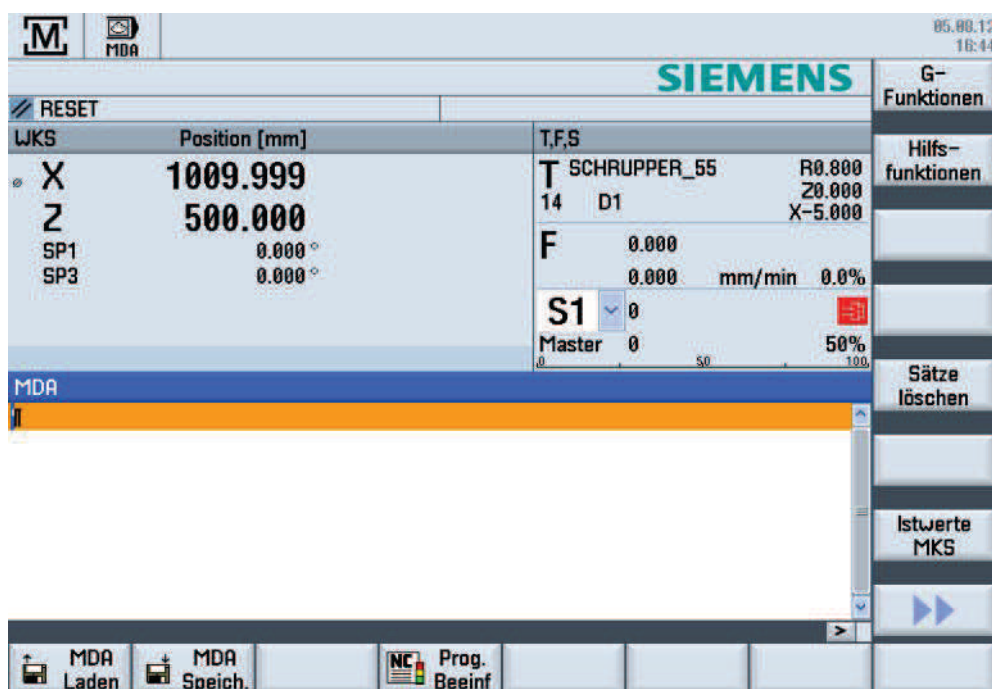 M
MDA
05.08.12
16:44
SIEMENS
RESET
WKS Position [mm]
X 1009.999
Z 500.000
SP1 0.000°
SP3 0.000°
T,F,S
T SCHRUPPER_55 R0.800
Z0.000
14 D1 X-5.000
F 0.000
0.000 mm/min 0.0%
S1 0
Master 0 50%
0 50 100
MDA
G-
Funktionen
Hilfs-
funktionen
Sätze
löschen
Istwerte
MKS
MDA
Laden
MDA
Speich.
NC Prog.
Beeinf